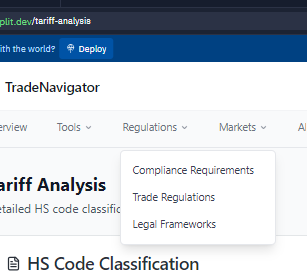 plit.dev/tariff-analysis
with the world? Deploy
TradeNavigator
erview Tools Regulations Markets Al
Compliance Requirements
Trade Regulations
Legal Frameworks
ariff Analysis
etailed HS code classific
HS Code Classification